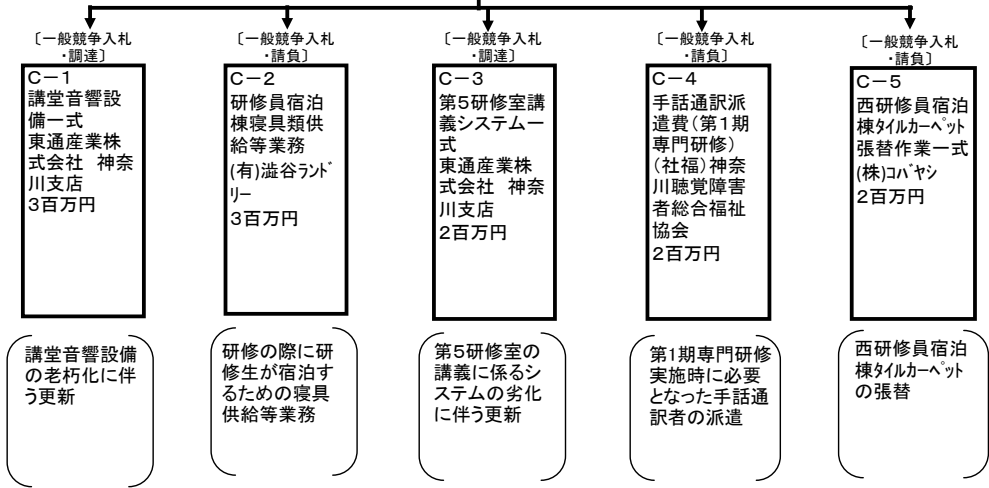 〔一般競争入札
・調達〕
C－1
講堂音響設
備一式
東通産業株
式会社　神奈
川支店
3百万円
講堂音響設備
の老朽化に伴
う更新
〔一般競争入札
・請負〕
C－2
研修員宿泊
棟寝具類供
給等業務
(有)澁谷ランド
リー
3百万円
研修の際に研
修生が宿泊す
るための寝具
供給等業務
〔一般競争入札
・調達〕
C－3
第5研修室講
義システム一
式
東通産業株
式会社　神奈
川支店
2百万円
第5研修室の
講義に係るシ
ステムの劣化
に伴う更新
〔一般競争入札
・請負〕
C－4
手話通訳派
遣費(第1期
専門研修)
(社福)神奈
川聴覚障害
者総合福祉
協会
2百万円
第1期専門研修
実施時に必要
となった手話通
訳者の派遣
〔一般競争入札
・請負〕
C－5
西研修員宿泊
棟ﾀｲﾙｶｰﾍﾟｯﾄ
張替作業一式
(株)ｺﾊﾞﾔｼ
2百万円
西研修員宿泊
棟ﾀｲﾙｶｰﾍﾟｯﾄ
の張替